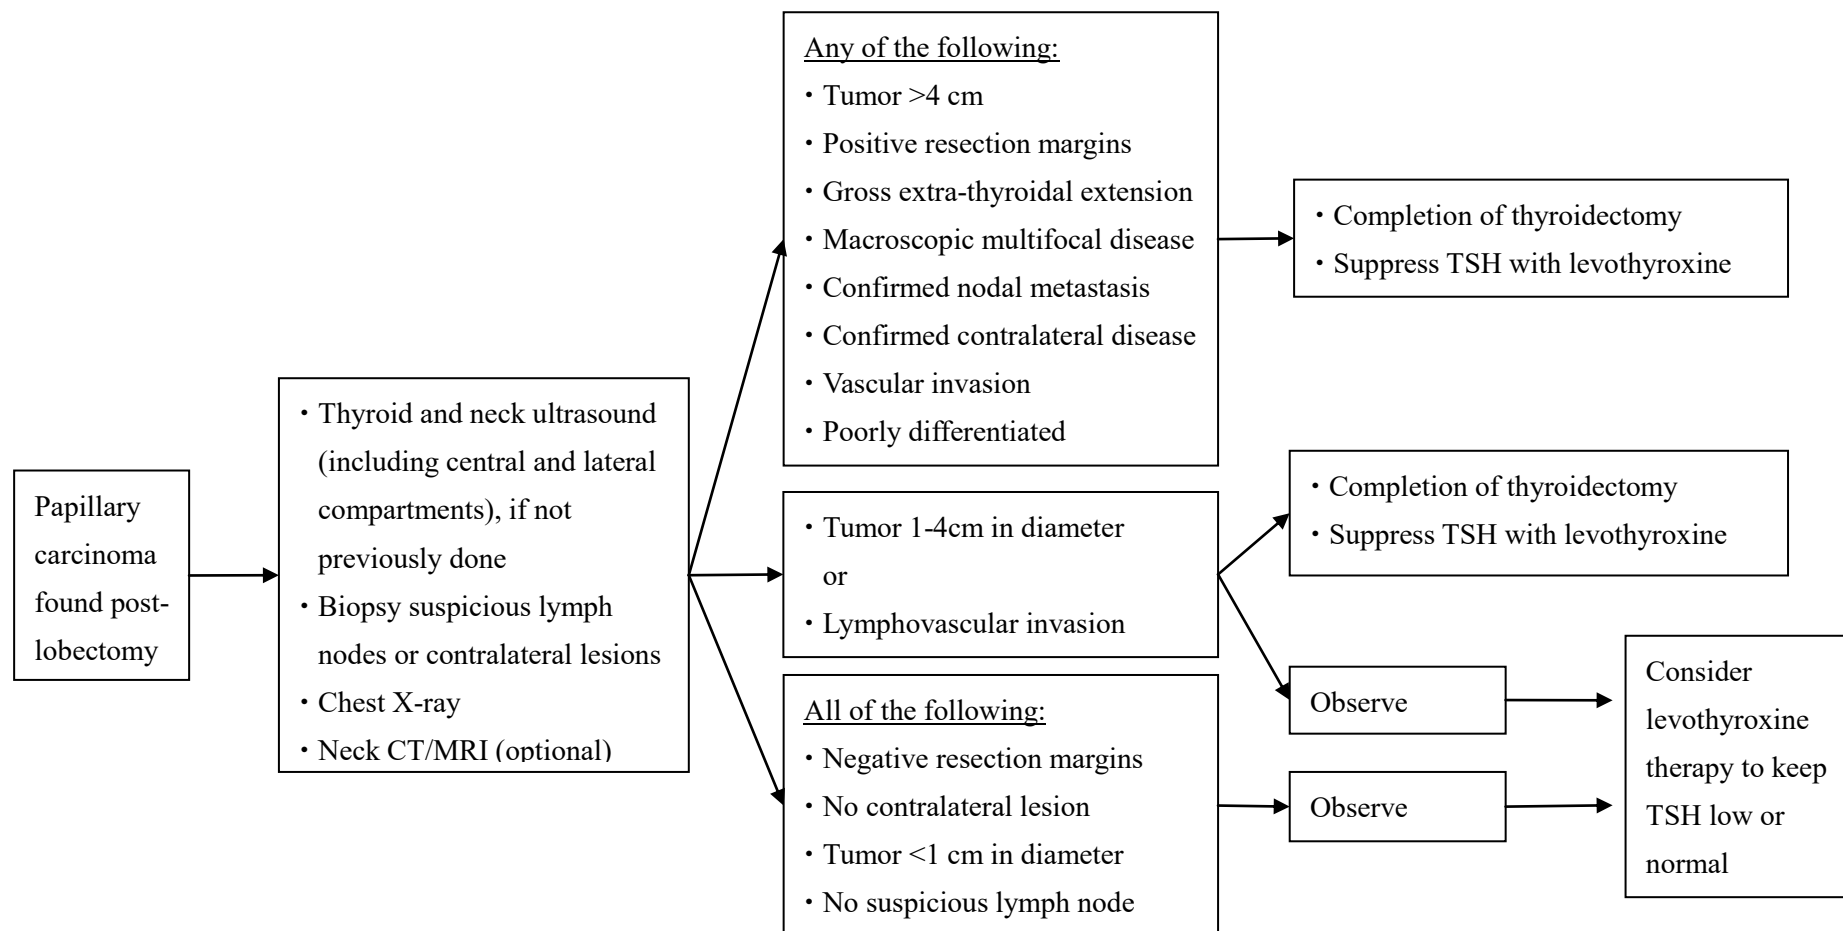 Papillary
carcinoma
found post-
lobectomy
・Thyroid and neck ultrasound
(including central and lateral
compartments), if not
previously done
・Biopsy suspicious lymph
nodes or contralateral lesions
・Chest X-ray
・Neck CT/MRI (optional)
Any of the following:
・Tumor >4 cm
・Positive resection margins
・Gross extra-thyroidal extension
・Macroscopic multifocal disease
・Confirmed nodal metastasis
・Confirmed contralateral disease
・Vascular invasion
・Poorly differentiated
・Completion of thyroidectomy
・Suppress TSH with levothyroxine
・Tumor 1-4cm in diameter
or
・Lymphovascular invasion
・Completion of thyroidectomy
・Suppress TSH with levothyroxine
Observe
All of the following:
・Negative resection margins
・No contralateral lesion
・Tumor <1 cm in diameter
・No suspicious lymph node
Observe
Consider
levothyroxine
therapy to keep
TSH low or
normal